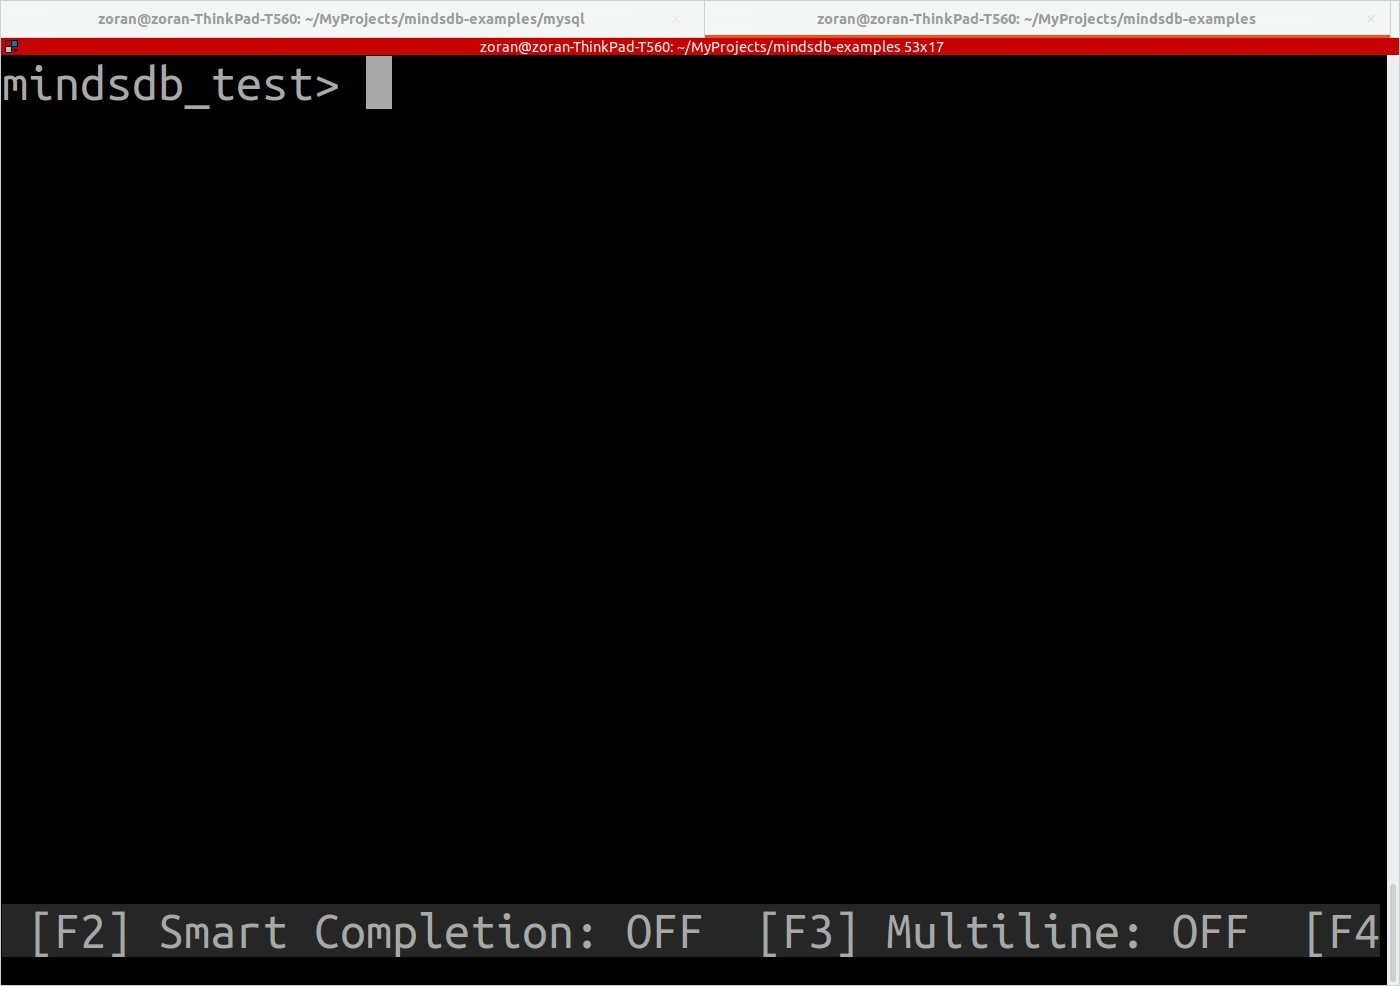 zoran@zoran-ThinkPad-T560: ~/MyProjects/mindsdb-examples/mysql
zoran@zoran-ThinkPad-T560: ~/MyProjects/mindsdb-examples
zoran@zoran-ThinkPad-T560: ~/MyProjects/mindsdb-examples 53x17
mindsdb_test>
[F2] Smart Completion: OFF [F3] Multiline: OFF [F4